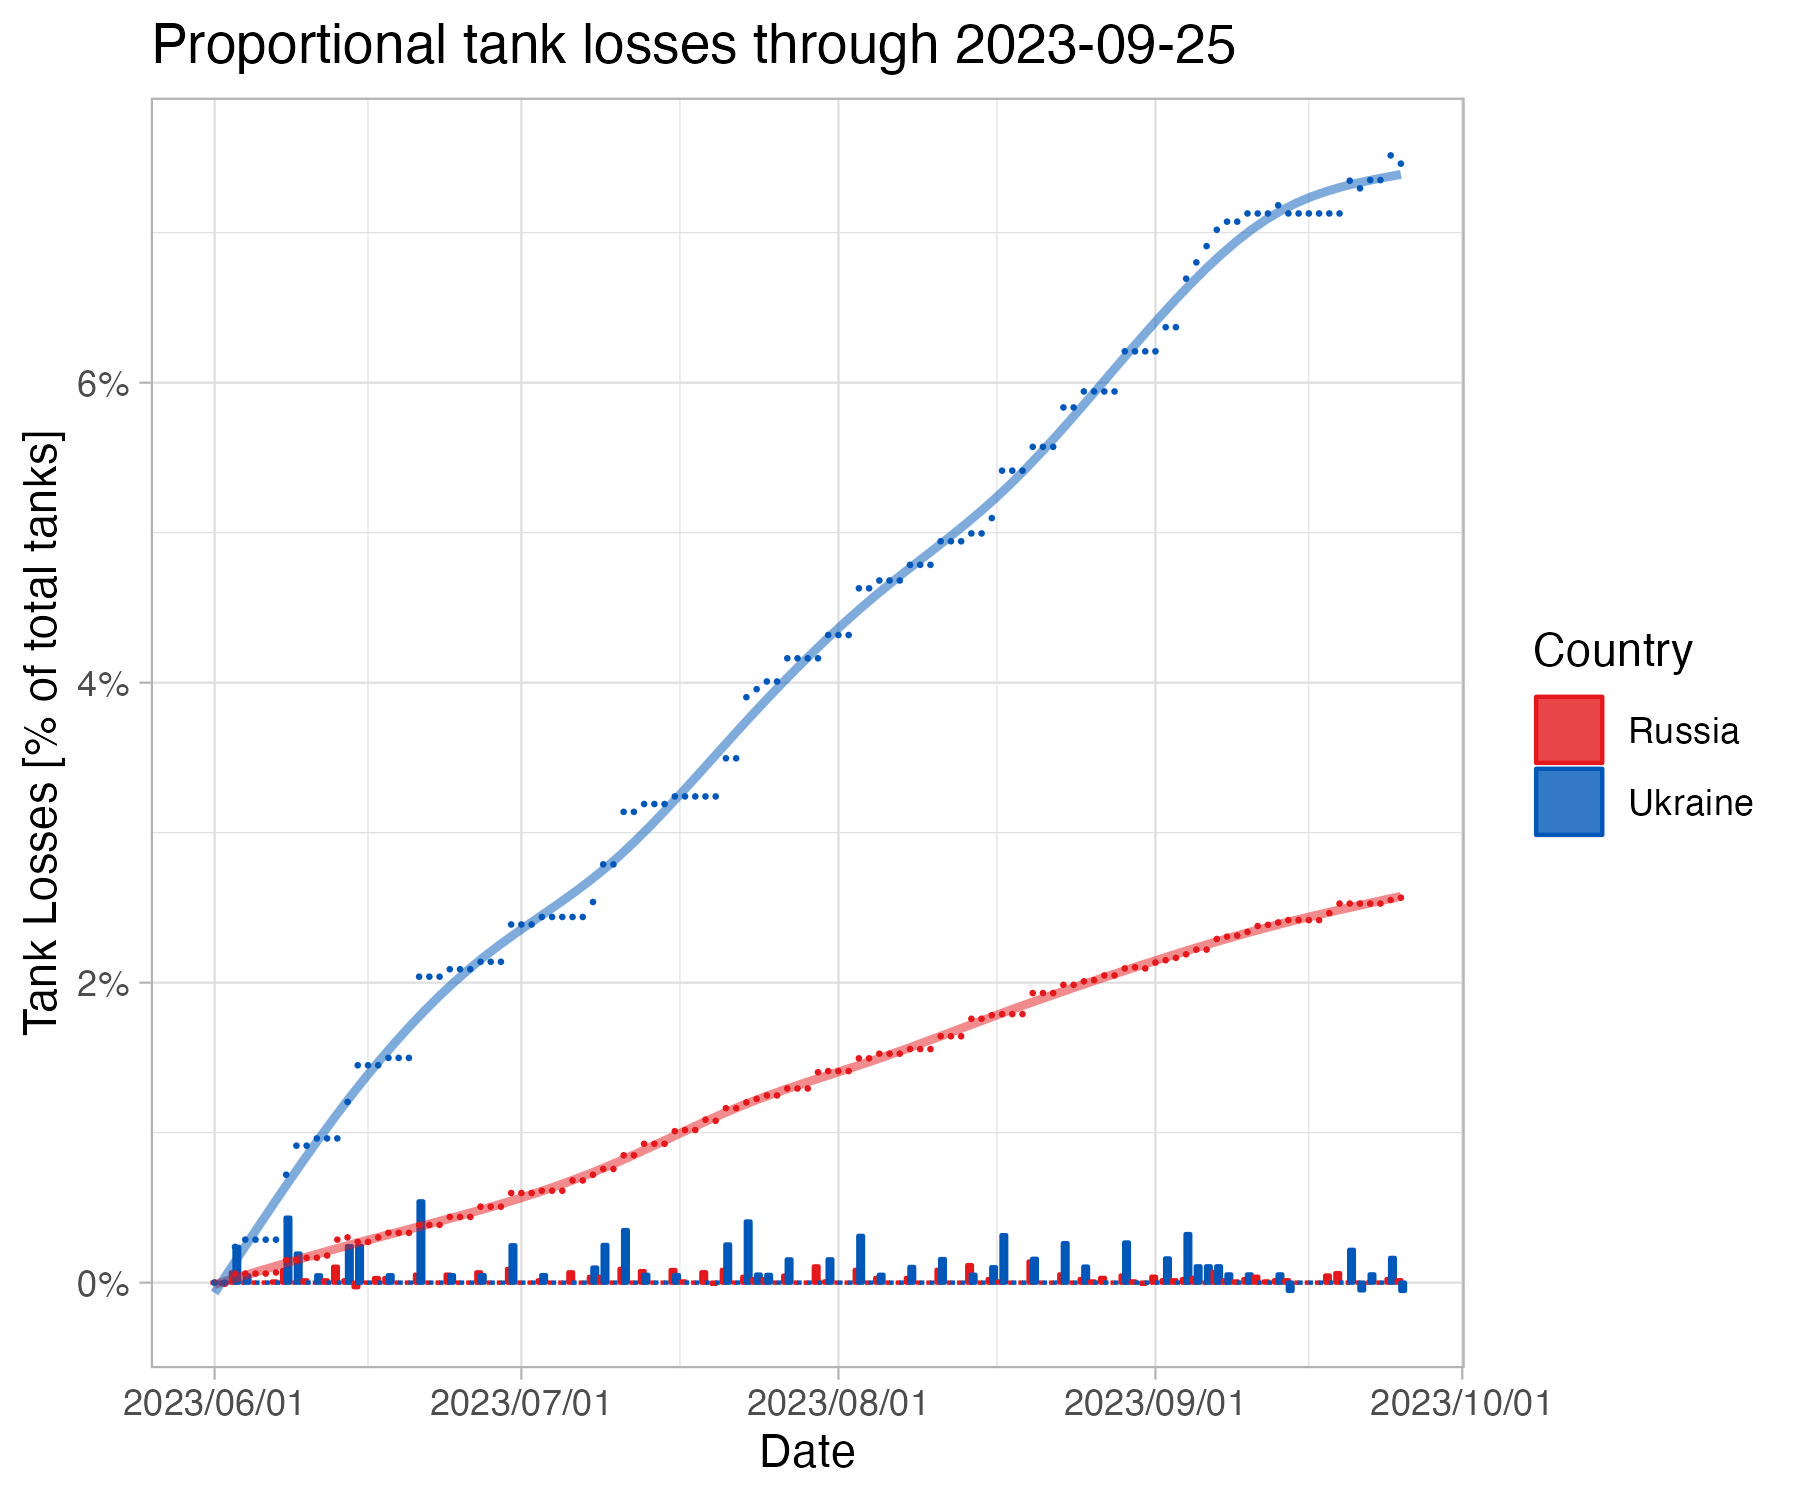 Proportional tank losses through 2023-09-25
Tank Losses [% of total tanks]
6%
4%
2%
0%
2023/06/01
2023/07/01
2023/08/01
2023/09/01
2023/10/01
Date
Country
Russia
Ukraine